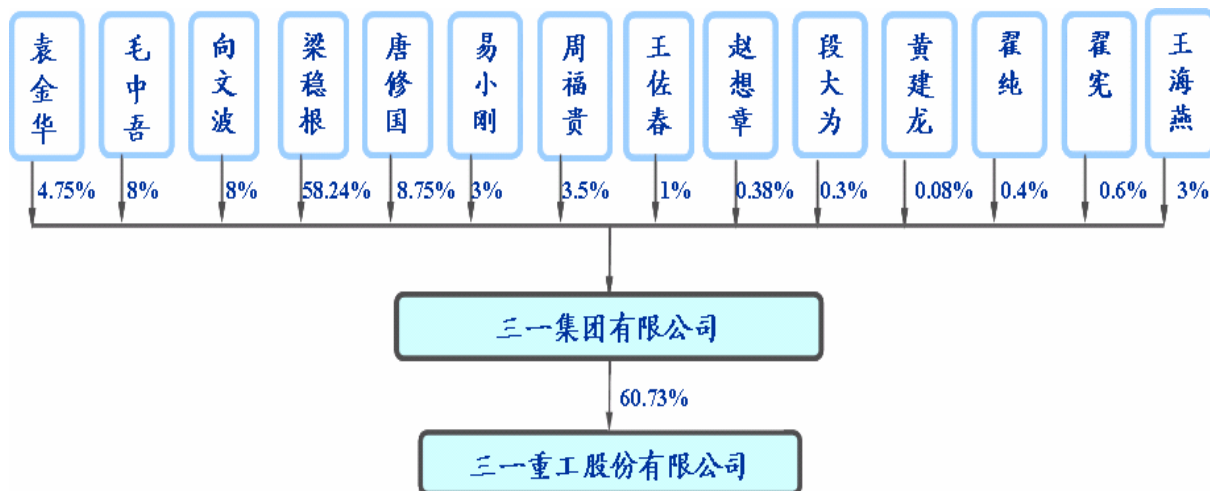 袁金华
毛中吾
向文波
梁稳根
唐修国
易小刚
周福贵
王佐春
赵想章
段大为
黄建龙
翟纯
翟宪
王海燕
4.75%
8%
8%
58.24%
8.75%
3%
3.5%
1%
0.38%
0.3%
0.08%
0.4%
0.6%
3%
三一集团有限公司
60.73%
三一重工股份有限公司